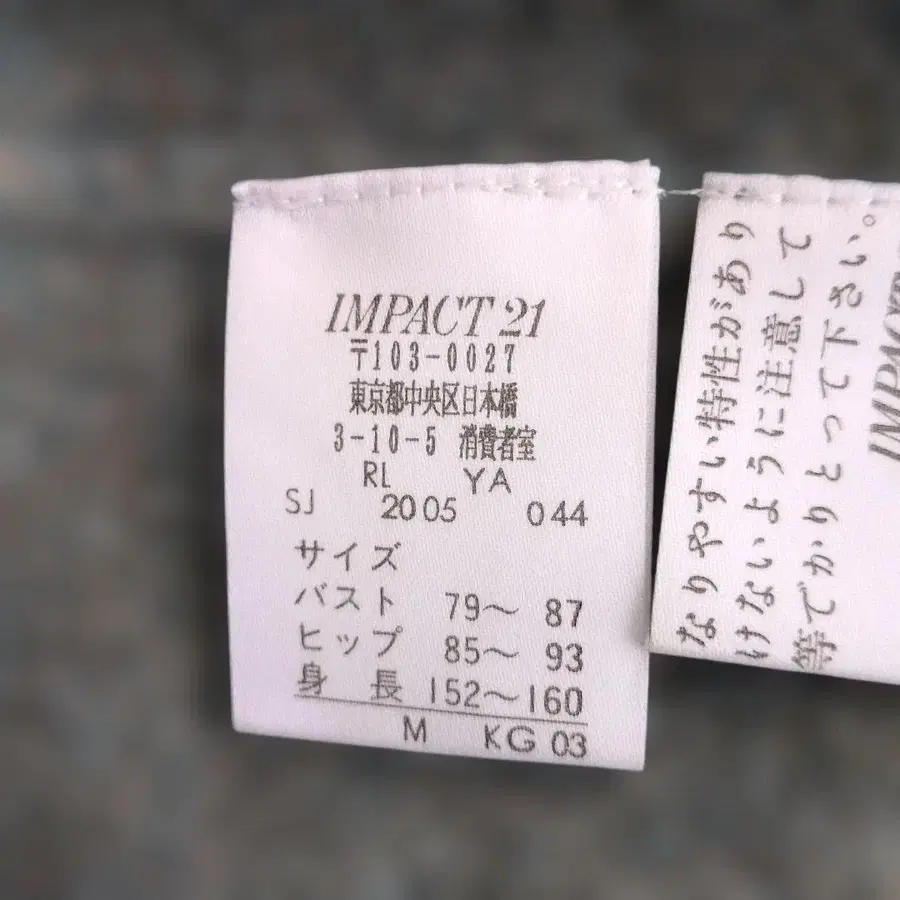 IMPACT 21
〒103-0027
東京都中央区日本橋
3-10-5 消費者室
RL YA
SJ 2005 044
サイズ
バスト 79〜 87
ヒップ 85〜 93
身 長 152〜160
M KG 03
なりやすい特性があり
けないように注意して
等でかりとって下さい。
IMPACT